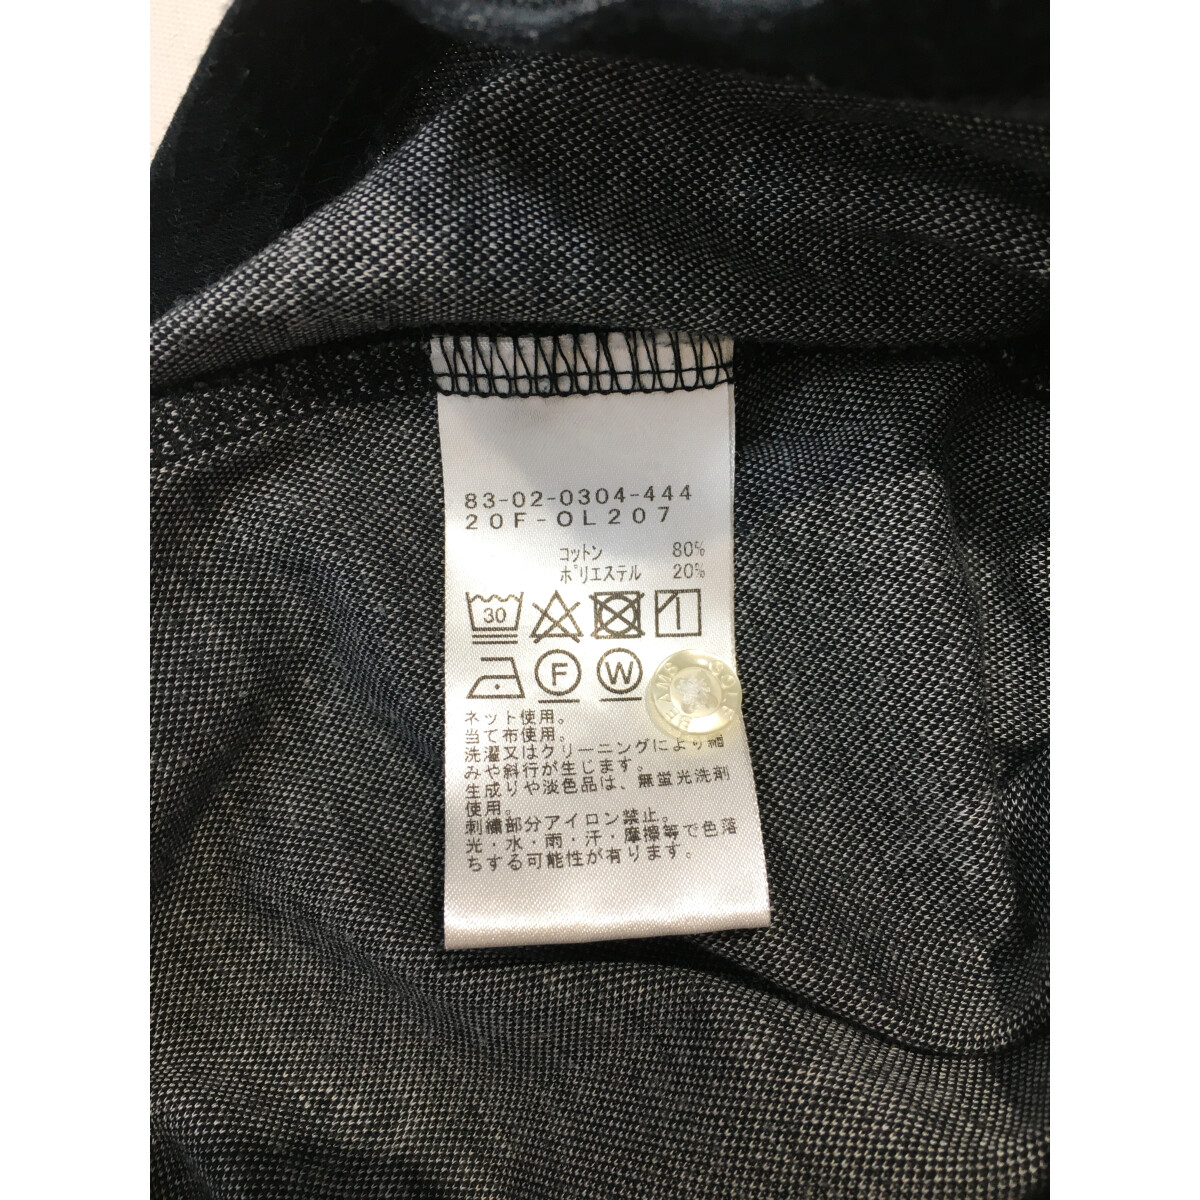 83-02-0304-444
20F-OL207
コットン 80%
ポリエステル 20%
30
F
W
BEAMS GOLF
ネット使用。
当て布使用。
洗濯又はクリーニングにより縮
みや斜行が生じます。
生成りや淡色品は、無蛍光洗剤
使用。
刺繍部分アイロン禁止。
光・水・雨・汗・摩擦等で色落
ちする可能性が有ります。